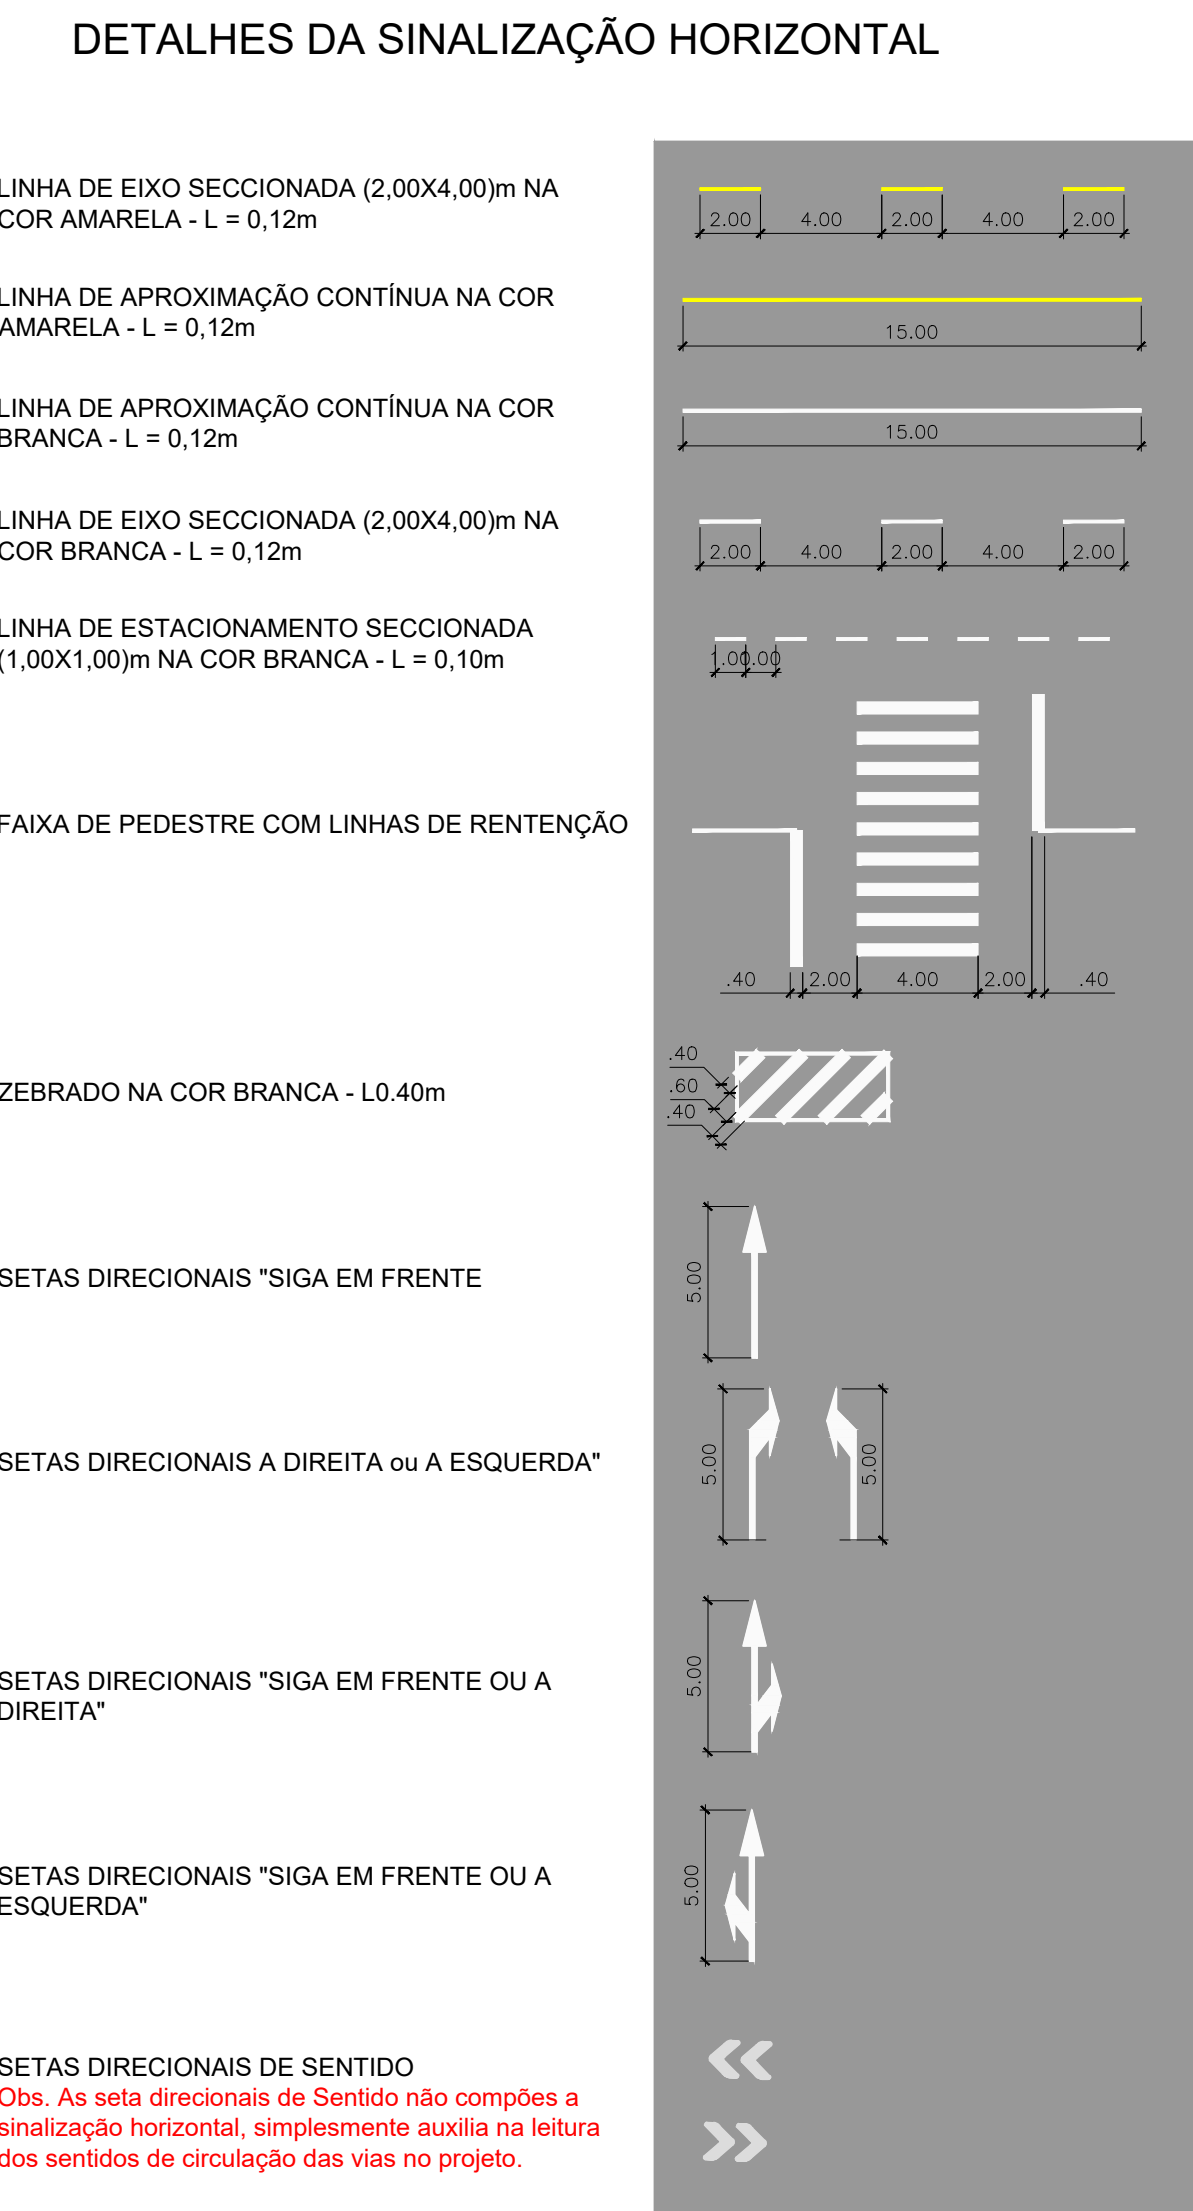 DETALHES DA SINALIZAÇÃO HORIZONTAL
LINHA DE EIXO SECCIONADA (2,00X4,00)m NA
COR AMARELA - L = 0,12m
2.00 4.00 2.00 4.00 2.00
LINHA DE APROXIMAÇÃO CONTÍNUA NA COR
AMARELA - L = 0,12m
15.00
LINHA DE APROXIMAÇÃO CONTÍNUA NA COR
BRANCA - L = 0,12m
15.00
LINHA DE EIXO SECCIONADA (2,00X4,00)m NA
COR BRANCA - L = 0,12m
2.00 4.00 2.00 4.00 2.00
LINHA DE ESTACIONAMENTO SECCIONADA
(1,00X1,00)m NA COR BRANCA - L = 0,10m
1.00 1.00
FAIXA DE PEDESTRE COM LINHAS DE RENTENÇÃO
.40 2.00 4.00 2.00 .40
ZEBRADO NA COR BRANCA - L0.40m
.40
.60
.40
SETAS DIRECIONAIS "SIGA EM FRENTE
5.00
SETAS DIRECIONAIS A DIREITA ou A ESQUERDA"
5.00 5.00
SETAS DIRECIONAIS "SIGA EM FRENTE OU A
DIREITA"
5.00
SETAS DIRECIONAIS "SIGA EM FRENTE OU A
ESQUERDA"
5.00
SETAS DIRECIONAIS DE SENTIDO
Obs. As seta direcionais de Sentido não compões a
sinalização horizontal, simplesmente auxilia na leitura
dos sentidos de circulação das vias no projeto.